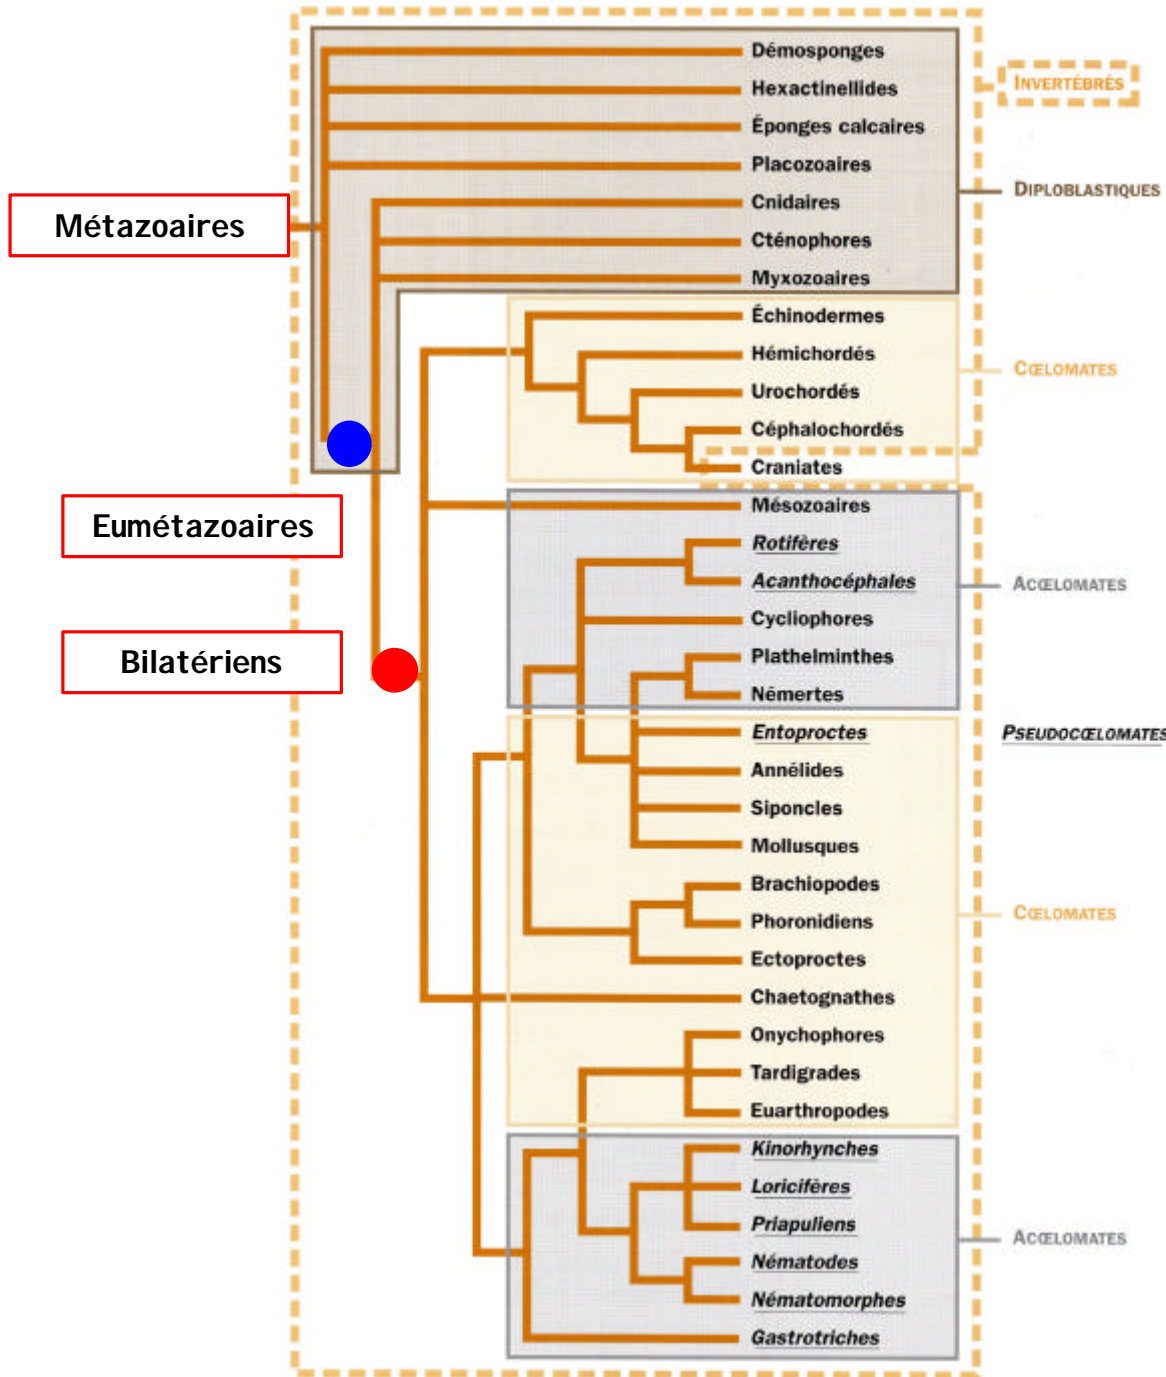 Démosponges
INVERTÉBRÉS
Hexactinellides
Éponges calcaires
Placozoaires
DIPLOBLASTIQUES
Cnidaires
Métazoaires
Cténophores
Myxozoaires
Échinodermes
Hémichordés
CŒLOMATES
Urochordés
Céphalochordés
Craniates
Mésozoaires
Eumétazoaires
Rotifères
Acanthocéphales
ACŒLOMATES
Cycliophores
Bilatériens
Plathelminthes
Némertes
Entoproctes
PSEUDOCŒLOMATES
Annélides
Siponcles
Mollusques
Brachiopodes
CŒLOMATES
Phoronidiens
Ectoproctes
Chaetognathes
Onychophores
Tardigrades
Euarthropodes
Kinorhynches
Loricifères
Priapuliens
ACŒLOMATES
Nématodes
Nématomorphes
Gastrotriches